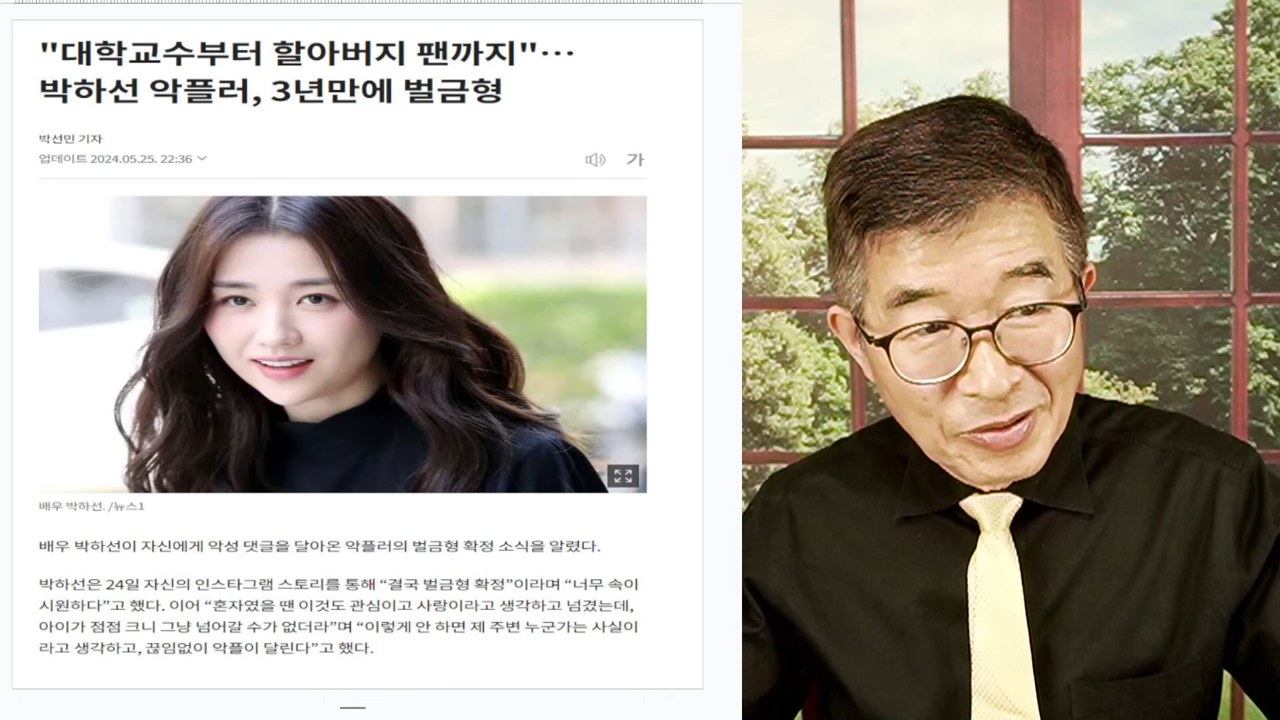 "대학교수부터 할아버지 팬까지"…
박하선 악플러, 3년만에 벌금형
박선민 기자
업데이트 2024.05.25. 22:36
가
배우 박하선. /뉴스1
배우 박하선이 자신에게 악성 댓글을 달아온 악플러의 벌금형 확정 소식을 알렸다.
박하선은 24일 자신의 인스타그램 스토리를 통해 “결국 벌금형 확정”이라며 “너무 속이
시원하다”고 했다. 이어 “혼자였을 땐 이것도 관심이고 사랑이라고 생각하고 넘겼는데,
아이가 점점 크니 그냥 넘어갈 수가 없더라”며 “이렇게 안 하면 제 주변 누군가는 사실이
라고 생각하고, 끊임없이 악플이 달린다”고 했다.